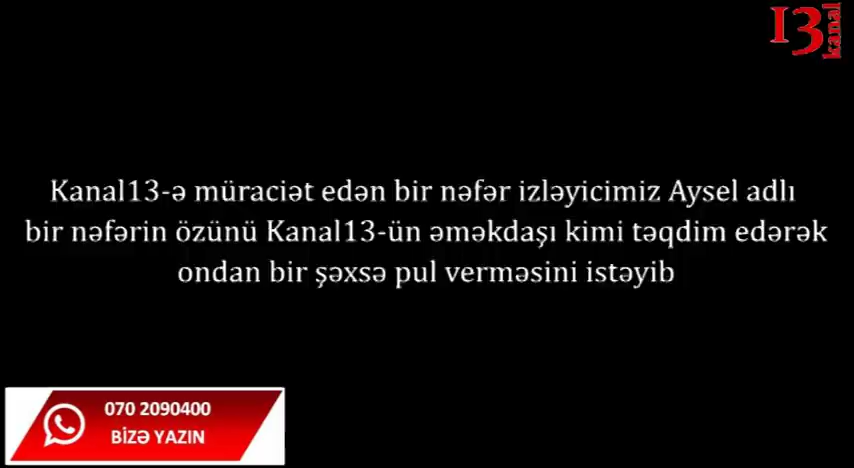 13 kanal
Kanal13-ə müraciət edən bir nəfər izləyicimiz Aysel adlı
bir nəfərin özünü Kanal13-ün əməkdaşı kimi təqdim edərək
ondan bir şəxsə pul verməsini istəyib
070 2090400
BİZƏ YAZIN